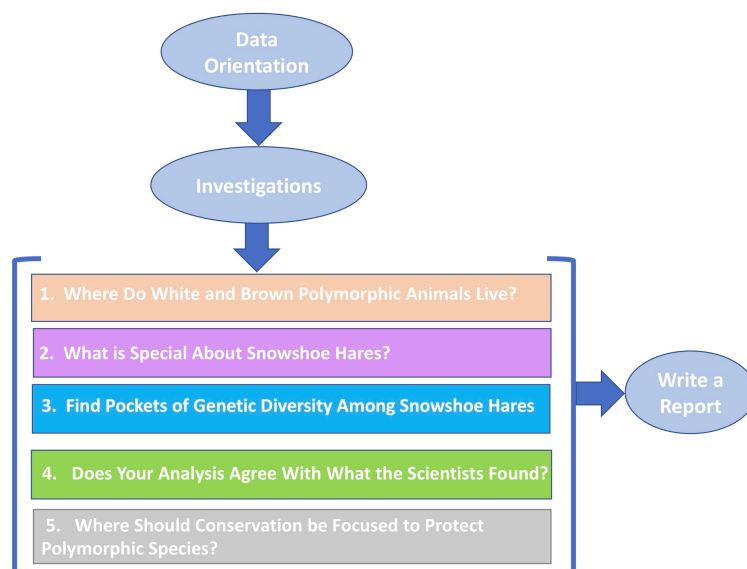 Data
Orientation
Investigations
1. Where Do White and Brown Polymorphic Animals Live?
2. What is Special About Snowshoe Hares?
3. Find Pockets of Genetic Diversity Among Snowshoe Hares
4. Does Your Analysis Agree With What the Scientists Found?
5. Where Should Conservation be Focused to Protect
Polymorphic Species?
Write a
Report